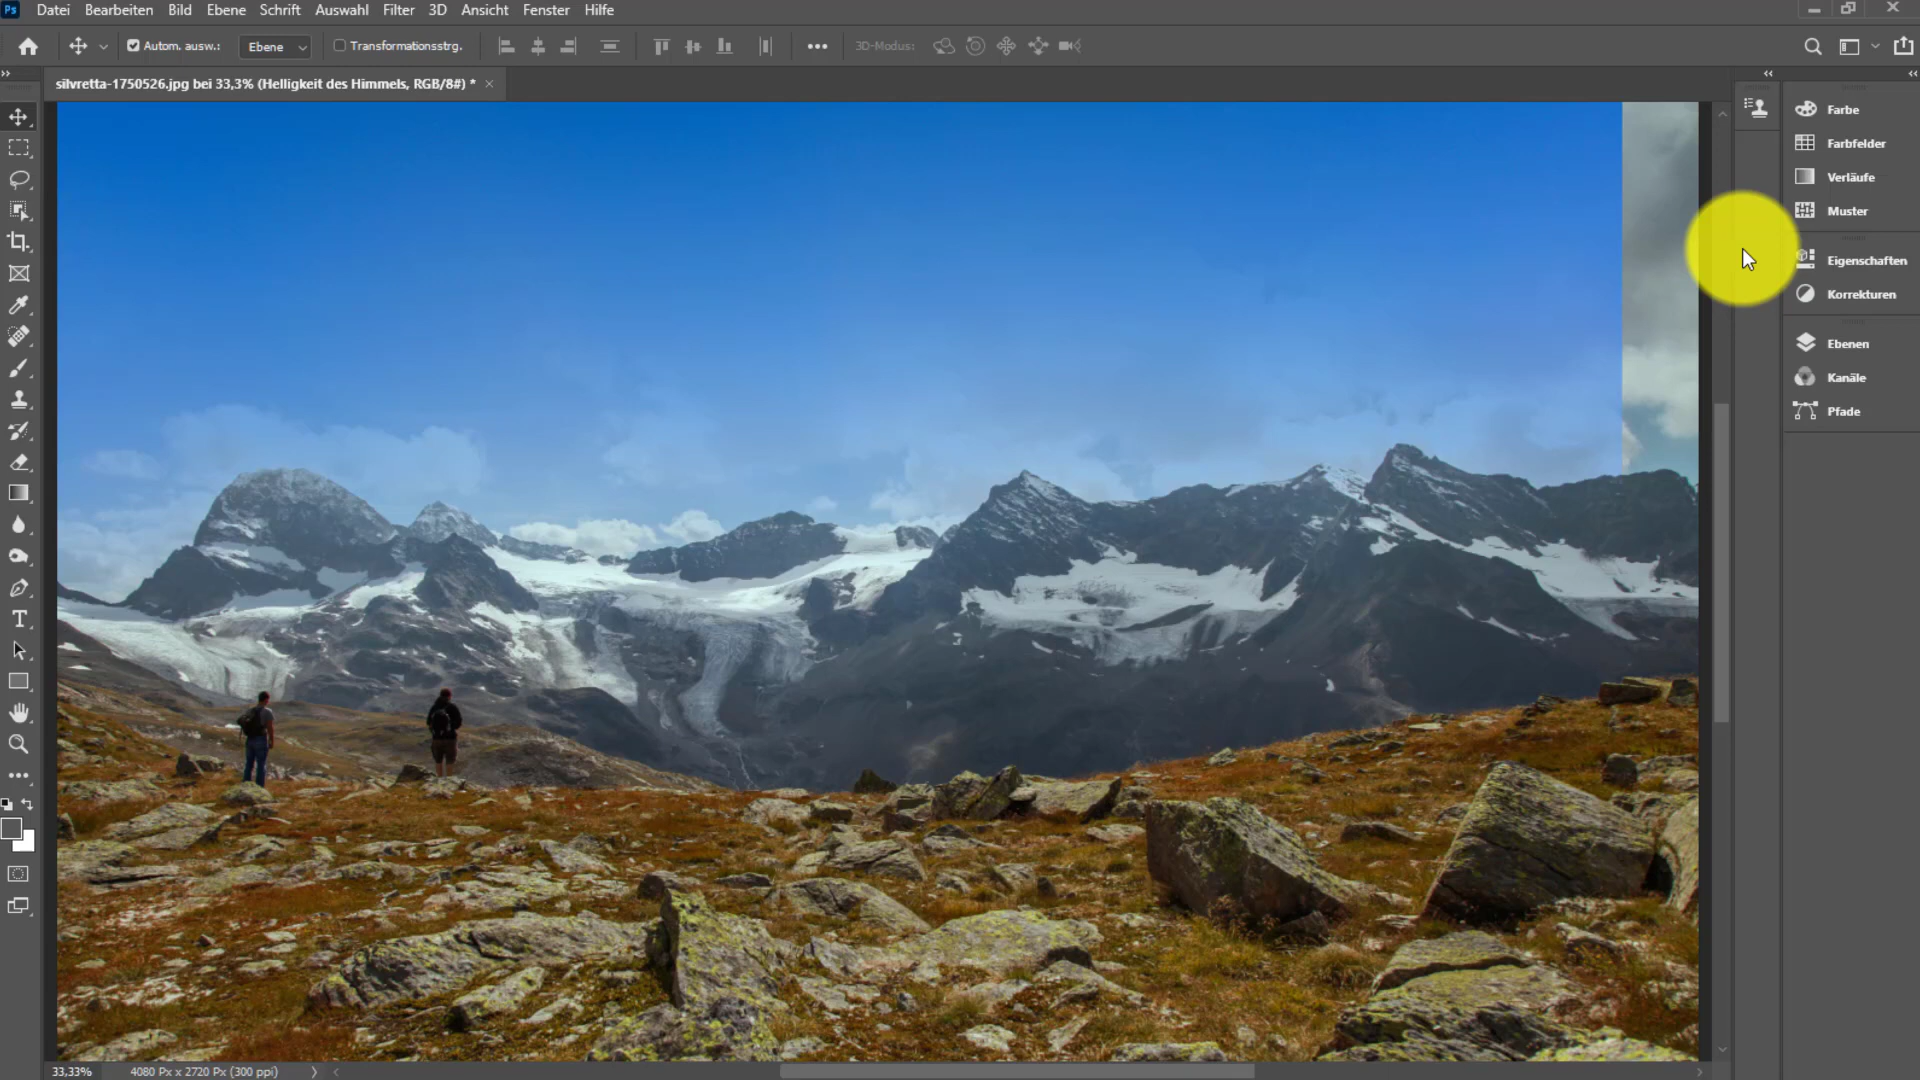 Ps Datei Bearbeiten Bild Ebene Schrift Auswahl Filter 3D Ansicht Fenster Hilfe
Autom. ausw.: Ebene Transformationsstrg. 3D-Modus:
silvretta-1750526.jpg bei 33,3% (Helligkeit des Himmels, RGB/8#) *
Farbe
Farbfelder
Verläufe
Muster
Eigenschaften
Korrekturen
Ebenen
Kanäle
Pfade
33,33% 4080 Px x 2720 Px (300 ppi)